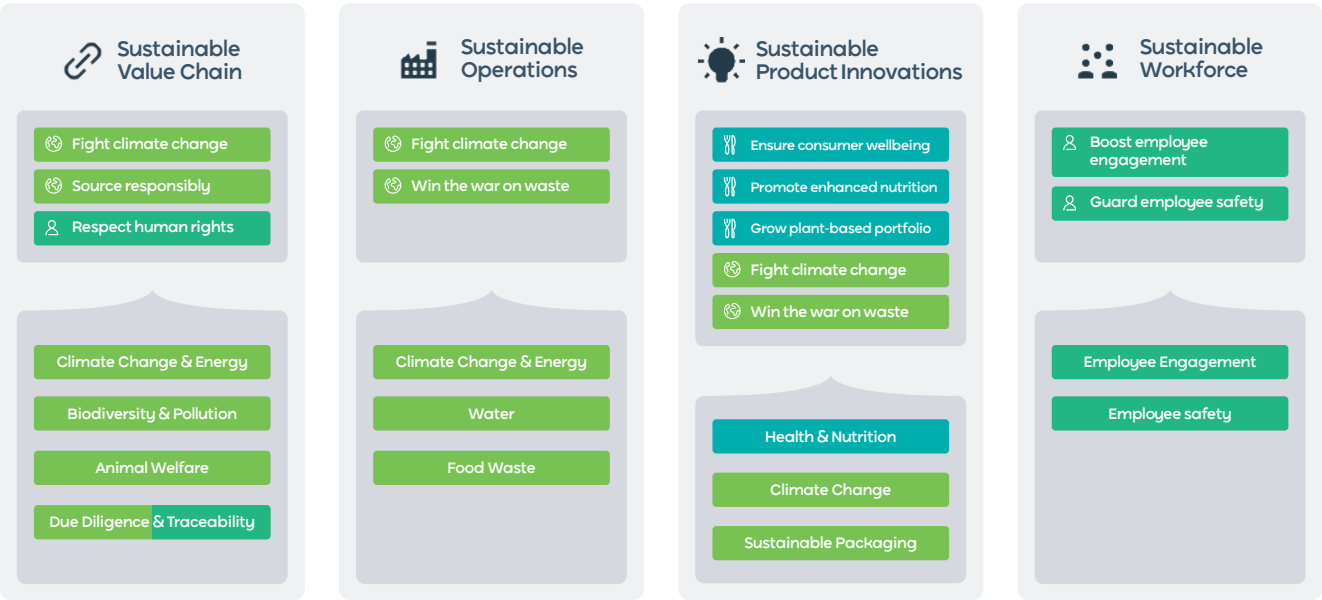 Sustainable
Value Chain
Fight climate change
Source responsibly
Respect human rights
Climate Change & Energy
Biodiversity & Pollution
Animal Welfare
Due Diligence & Traceability
Sustainable
Operations
Fight climate change
Win the war on waste
Climate Change & Energy
Water
Food Waste
Sustainable
Product Innovations
Ensure consumer wellbeing
Promote enhanced nutrition
Grow plant-based portfolio
Fight climate change
Win the war on waste
Health & Nutrition
Climate Change
Sustainable Packaging
Sustainable
Workforce
Boost employee
engagement
Guard employee safety
Employee Engagement
Employee safety